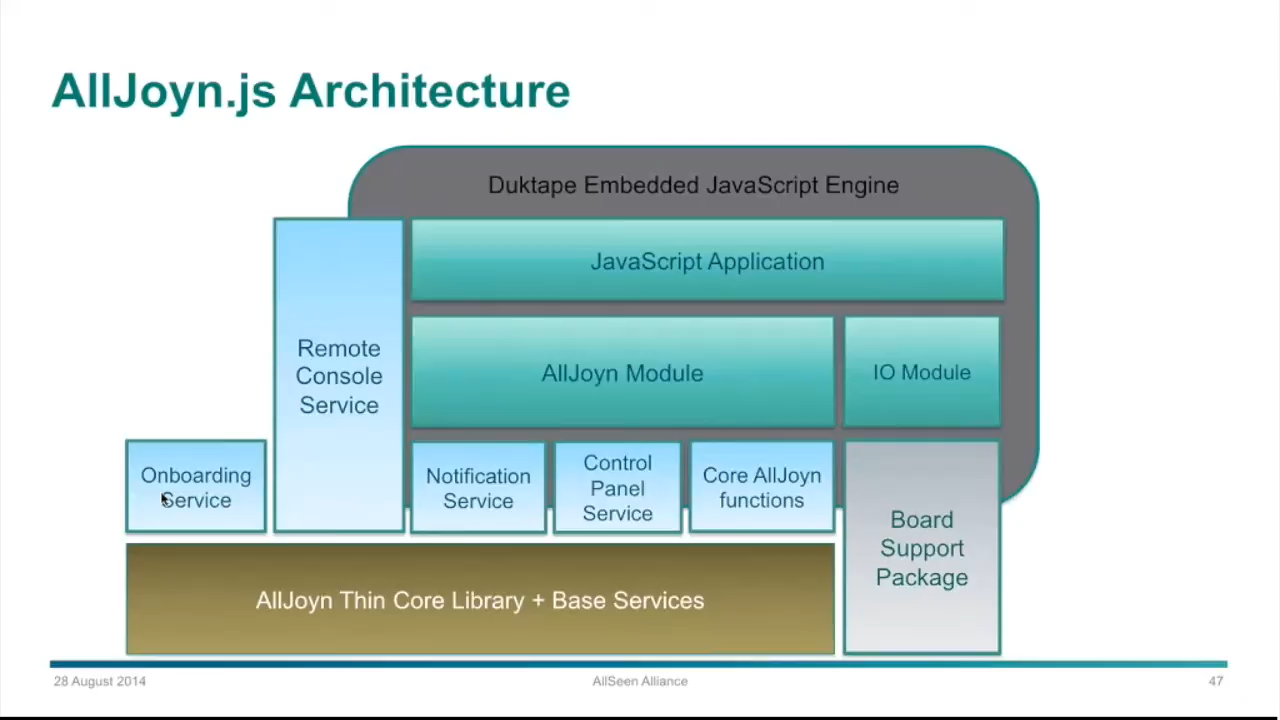 AllJoyn.js Architecture
Duktape Embedded JavaScript Engine
JavaScript Application
Remote
Console
Service
AllJoyn Module
IO Module
Onboarding
Service
Notification
Service
Control
Panel
Service
Core AllJoyn
functions
Board
Support
Package
AllJoyn Thin Core Library + Base Services
28 August 2014
AllSeen Alliance
47